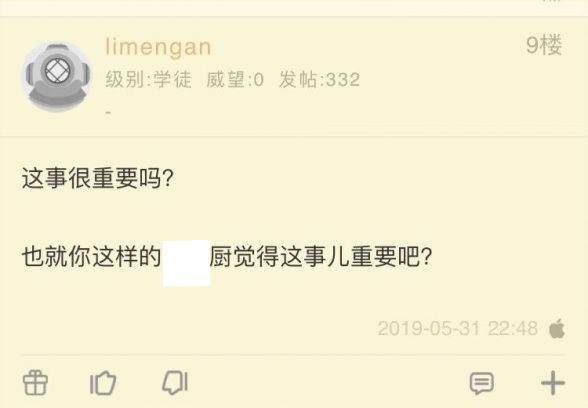 limengan
9楼
级别:学徒 威望:0 发帖:332
-
这事很重要吗?
也就你这样的 厨觉得这事儿重要吧?
2019-05-31 22:48